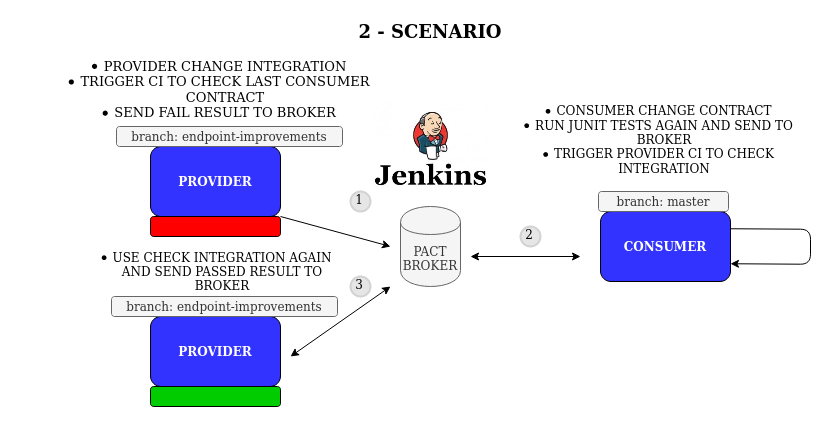 2 - SCENARIO
• PROVIDER CHANGE INTEGRATION
• TRIGGER CI TO CHECK LAST CONSUMER
CONTRACT
• SEND FAIL RESULT TO BROKER
branch: endpoint-improvements
PROVIDER
1
Jenkins
PACT
BROKER
2
• CONSUMER CHANGE CONTRACT
• RUN JUNIT TESTS AGAIN AND SEND TO
BROKER
• TRIGGER PROVIDER CI TO CHECK
INTEGRATION
branch: master
CONSUMER
• USE CHECK INTEGRATION AGAIN
AND SEND PASSED RESULT TO
BROKER
3
branch: endpoint-improvements
PROVIDER